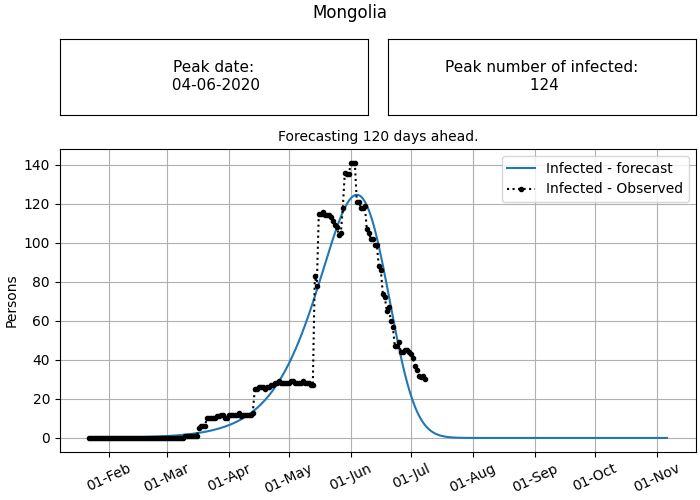 Mongolia
Peak date:
04-06-2020
Peak number of infected:
124
Forecasting 120 days ahead.
Infected - forecast
Infected - Observed
Persons
140
120
100
80
60
40
20
0
01-Feb
01-Mar
01-Apr
01-May
01-Jun
01-Jul
01-Aug
01-Sep
01-Oct
01-Nov